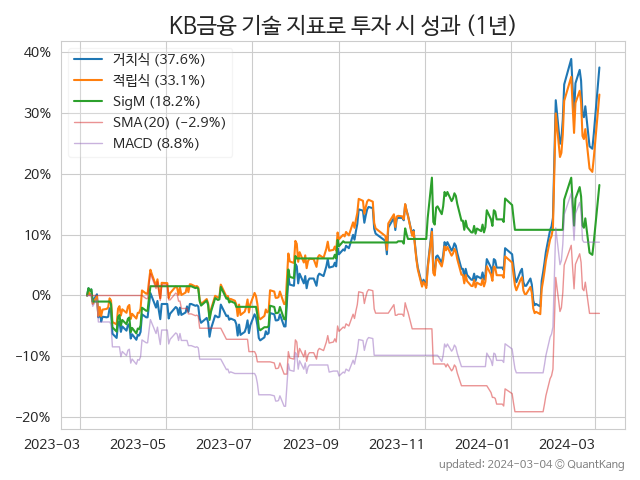 KB금융 기술 지표로 투자 시 성과 (1년)
거치식 (37.6%)
적립식 (33.1%)
SigM (18.2%)
SMA(20) (−2.9%)
MACD (8.8%)
40%
30%
20%
10%
0%
−10%
−20%
2023-03 2023-05 2023-07 2023-09 2023-11 2024-01 2024-03
updated: 2024-03-04 © QuantKang